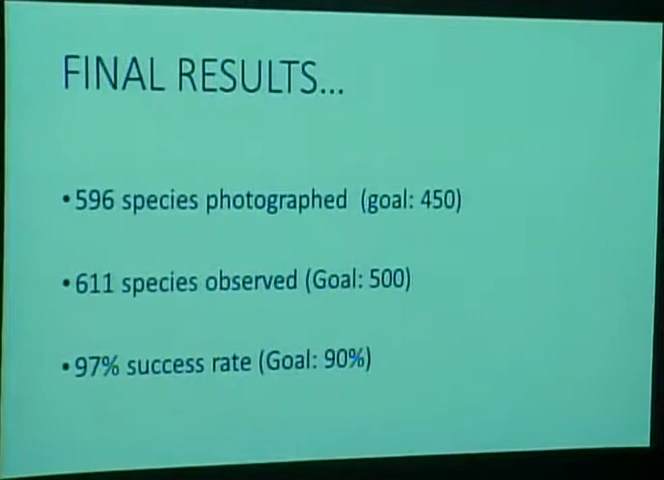 FINAL RESULTS...
•596 species photographed (goal: 450)
•611 species observed (Goal: 500)
•97% success rate (Goal: 90%)